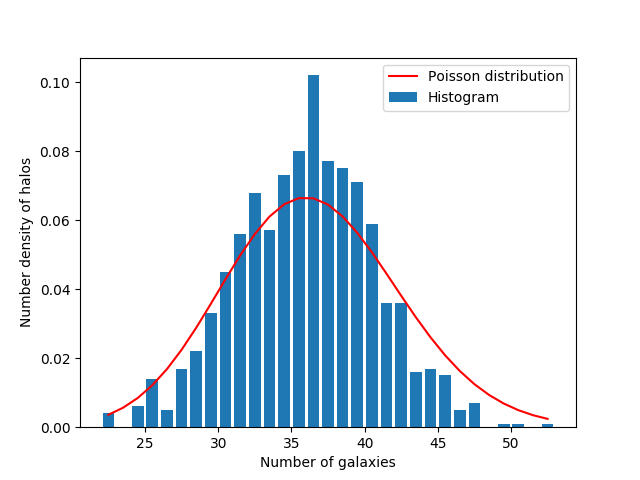 Poisson distribution
Histogram
Number density of halos
0.10
0.08
0.06
0.04
0.02
0.00
25 30 35 40 45 50
Number of galaxies